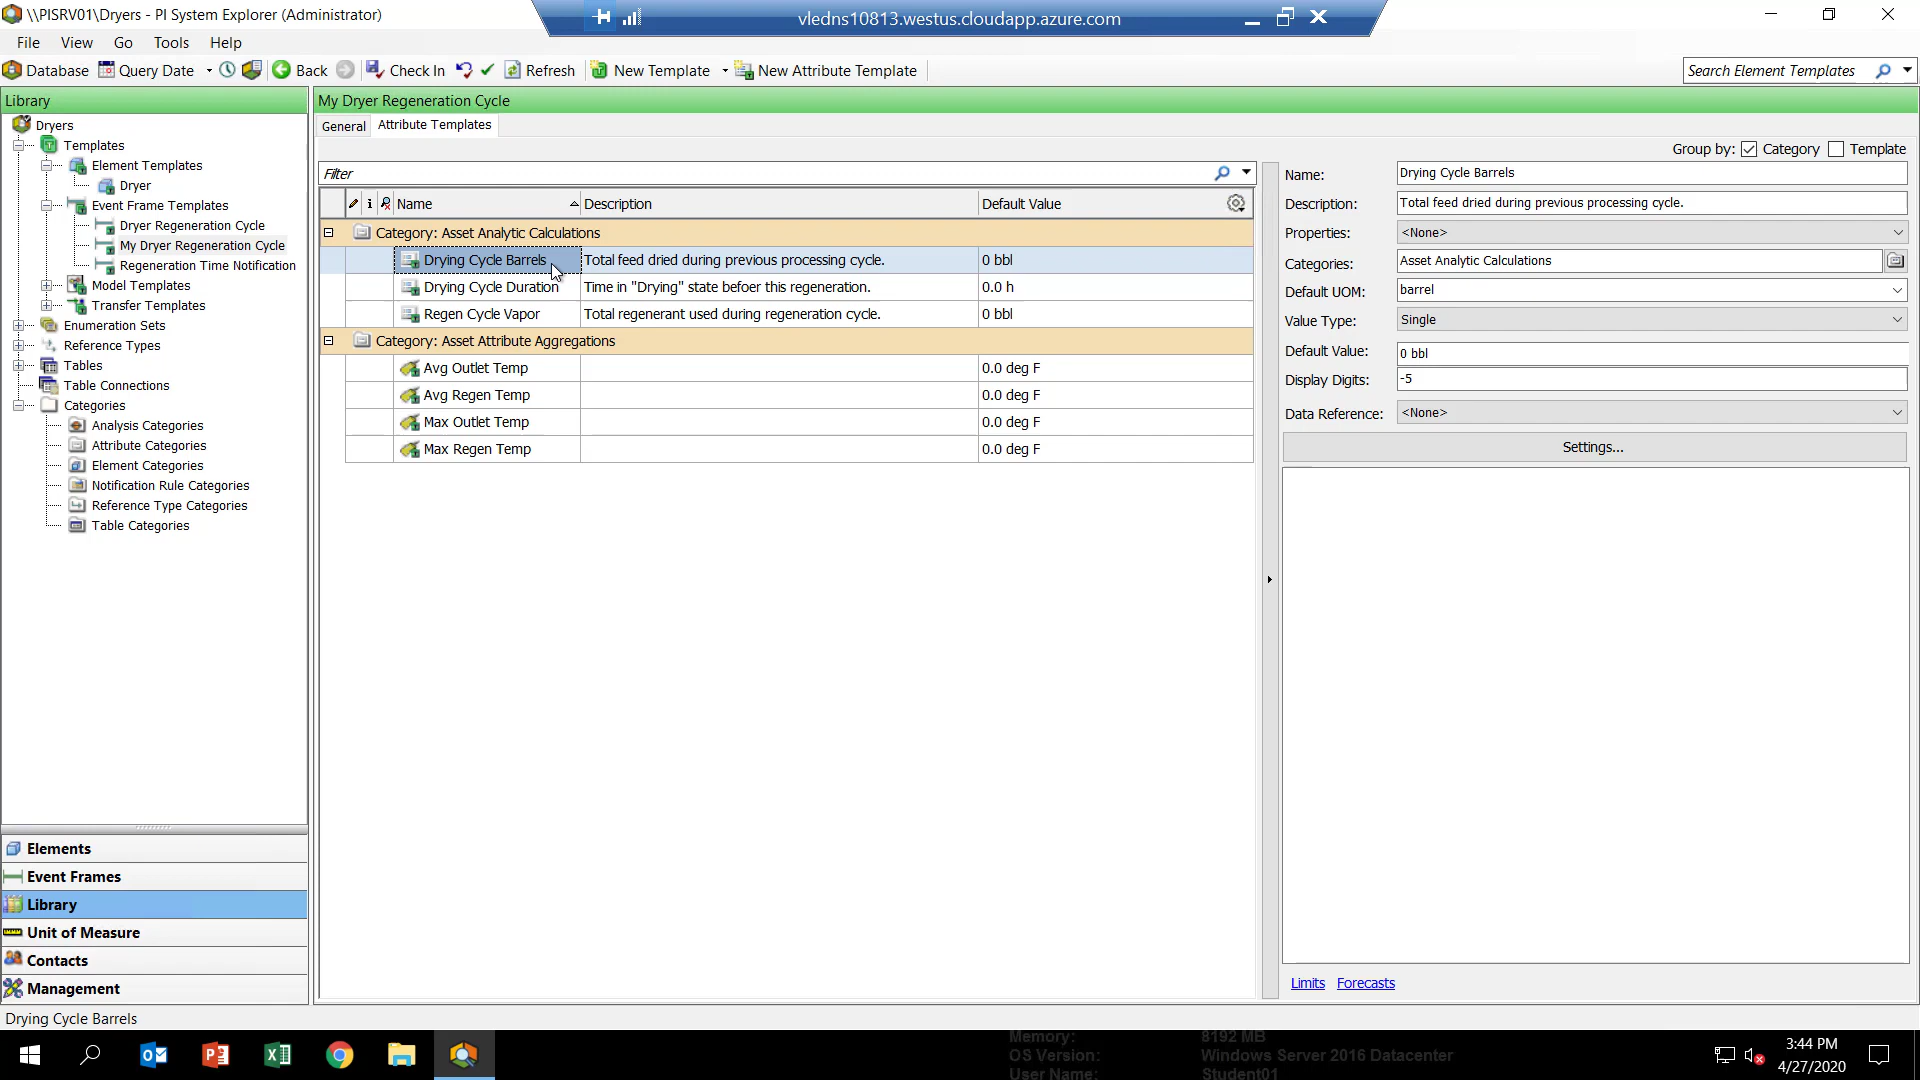 \\PISRV01\Dryers - PI System Explorer (Administrator)
vledns10813.westus.cloudapp.azure.com
File View Go Tools Help
Database Query Date Back Check In Refresh New Template New Attribute Template
Search Element Templates
Library
Dryers
Templates
Element Templates
Dryer
Event Frame Templates
Dryer Regeneration Cycle
My Dryer Regeneration Cycle
Regeneration Time Notification
Model Templates
Transfer Templates
Enumeration Sets
Reference Types
Tables
Table Connections
Categories
Analysis Categories
Attribute Categories
Element Categories
Notification Rule Categories
Reference Type Categories
Table Categories
Elements
Event Frames
Library
Unit of Measure
Contacts
Management
My Dryer Regeneration Cycle
General Attribute Templates
Group by: Category Template
Filter
Name Description Default Value
Category: Asset Analytic Calculations
Drying Cycle Barrels Total feed dried during previous processing cycle. 0 bbl
Drying Cycle Duration Time in "Drying" state befoer this regeneration. 0.0 h
Regen Cycle Vapor Total regenerant used during regeneration cycle. 0 bbl
Category: Asset Attribute Aggregations
Avg Outlet Temp 0.0 deg F
Avg Regen Temp 0.0 deg F
Max Outlet Temp 0.0 deg F
Max Regen Temp 0.0 deg F
Name: Drying Cycle Barrels
Description: Total feed dried during previous processing cycle.
Properties: <None>
Categories: Asset Analytic Calculations
Default UOM: barrel
Value Type: Single
Default Value: 0 bbl
Display Digits: -5
Data Reference: <None>
Settings...
Limits Forecasts
Drying Cycle Barrels
Memory: 8192 MB
OS Version: Windows Server 2016 Datacenter
User Name: Student01
3:44 PM
4/27/2020